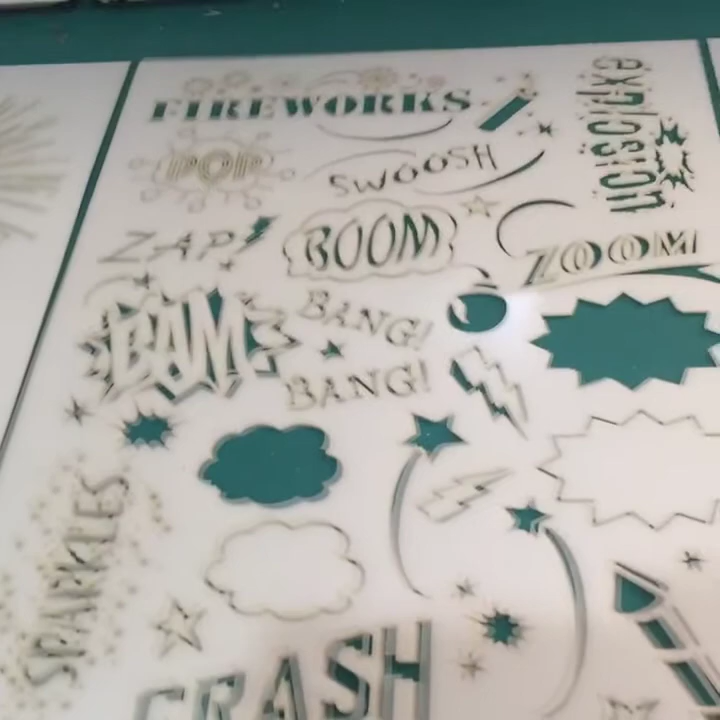 FIREWORKS
explosion
POP
SWOOSH
ZAP!
BOOM
ZOOM
BAM
BANG!
BANG!
SPARKLES
CRASH